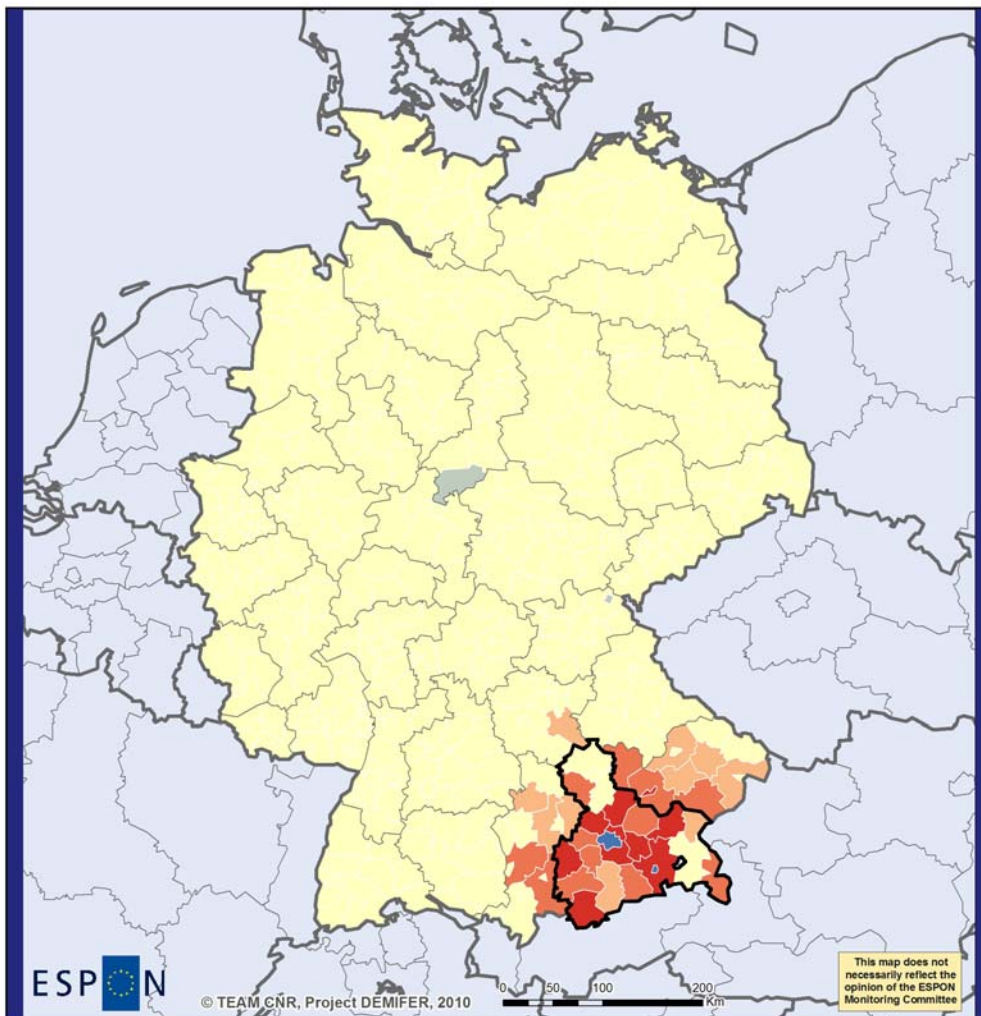 ESPON
© TEAM CNR, Project DEMIFER, 2010
0 50 100 200
Km
This map does not
necessarily reflect the
opinion of the ESPON
Monitoring Committee